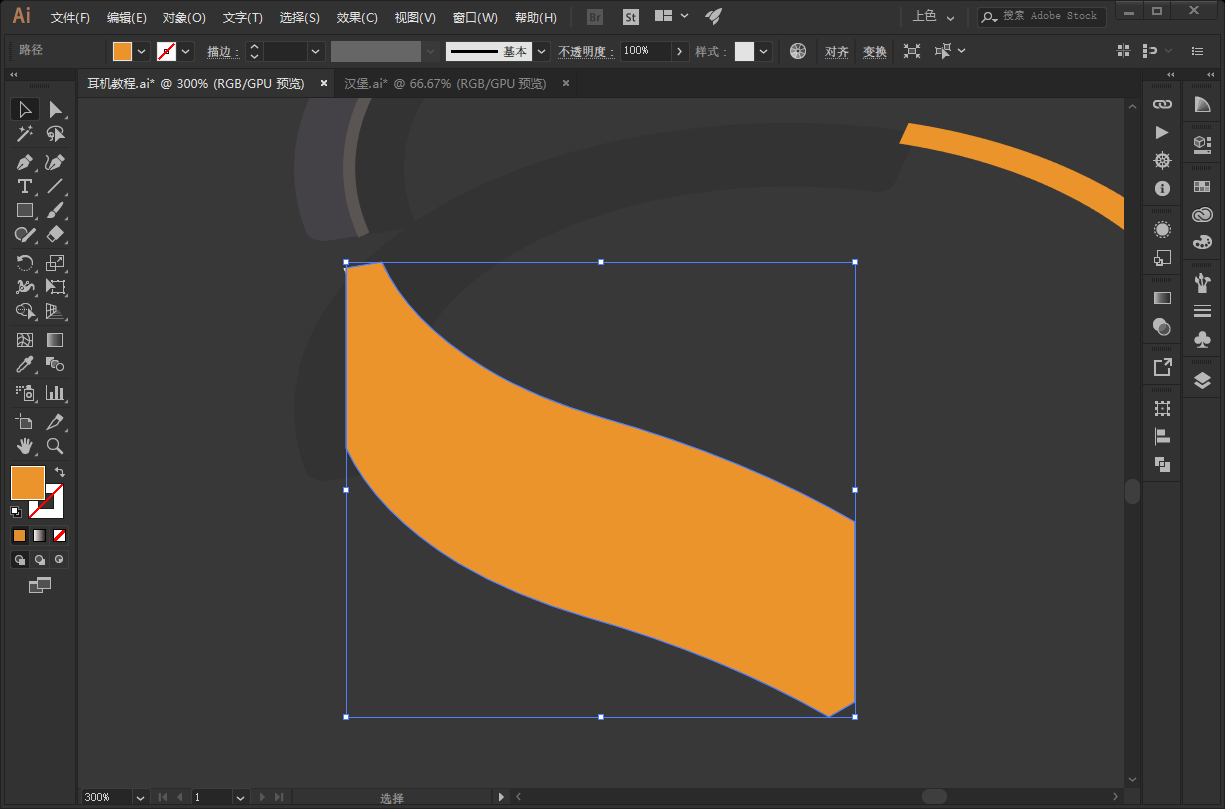 Ai 文件(F) 编辑(E) 对象(O) 文字(T) 选择(S) 效果(C) 视图(V) 窗口(W) 帮助(H) Br St 上色 搜索 Adobe Stock
路径 描边： 基本 不透明度： 100% 样式： 对齐 变换
耳机教程.ai* @ 300% (RGB/GPU 预览) × 汉堡.ai* @ 66.67% (RGB/GPU 预览) ×
300% 1 选择